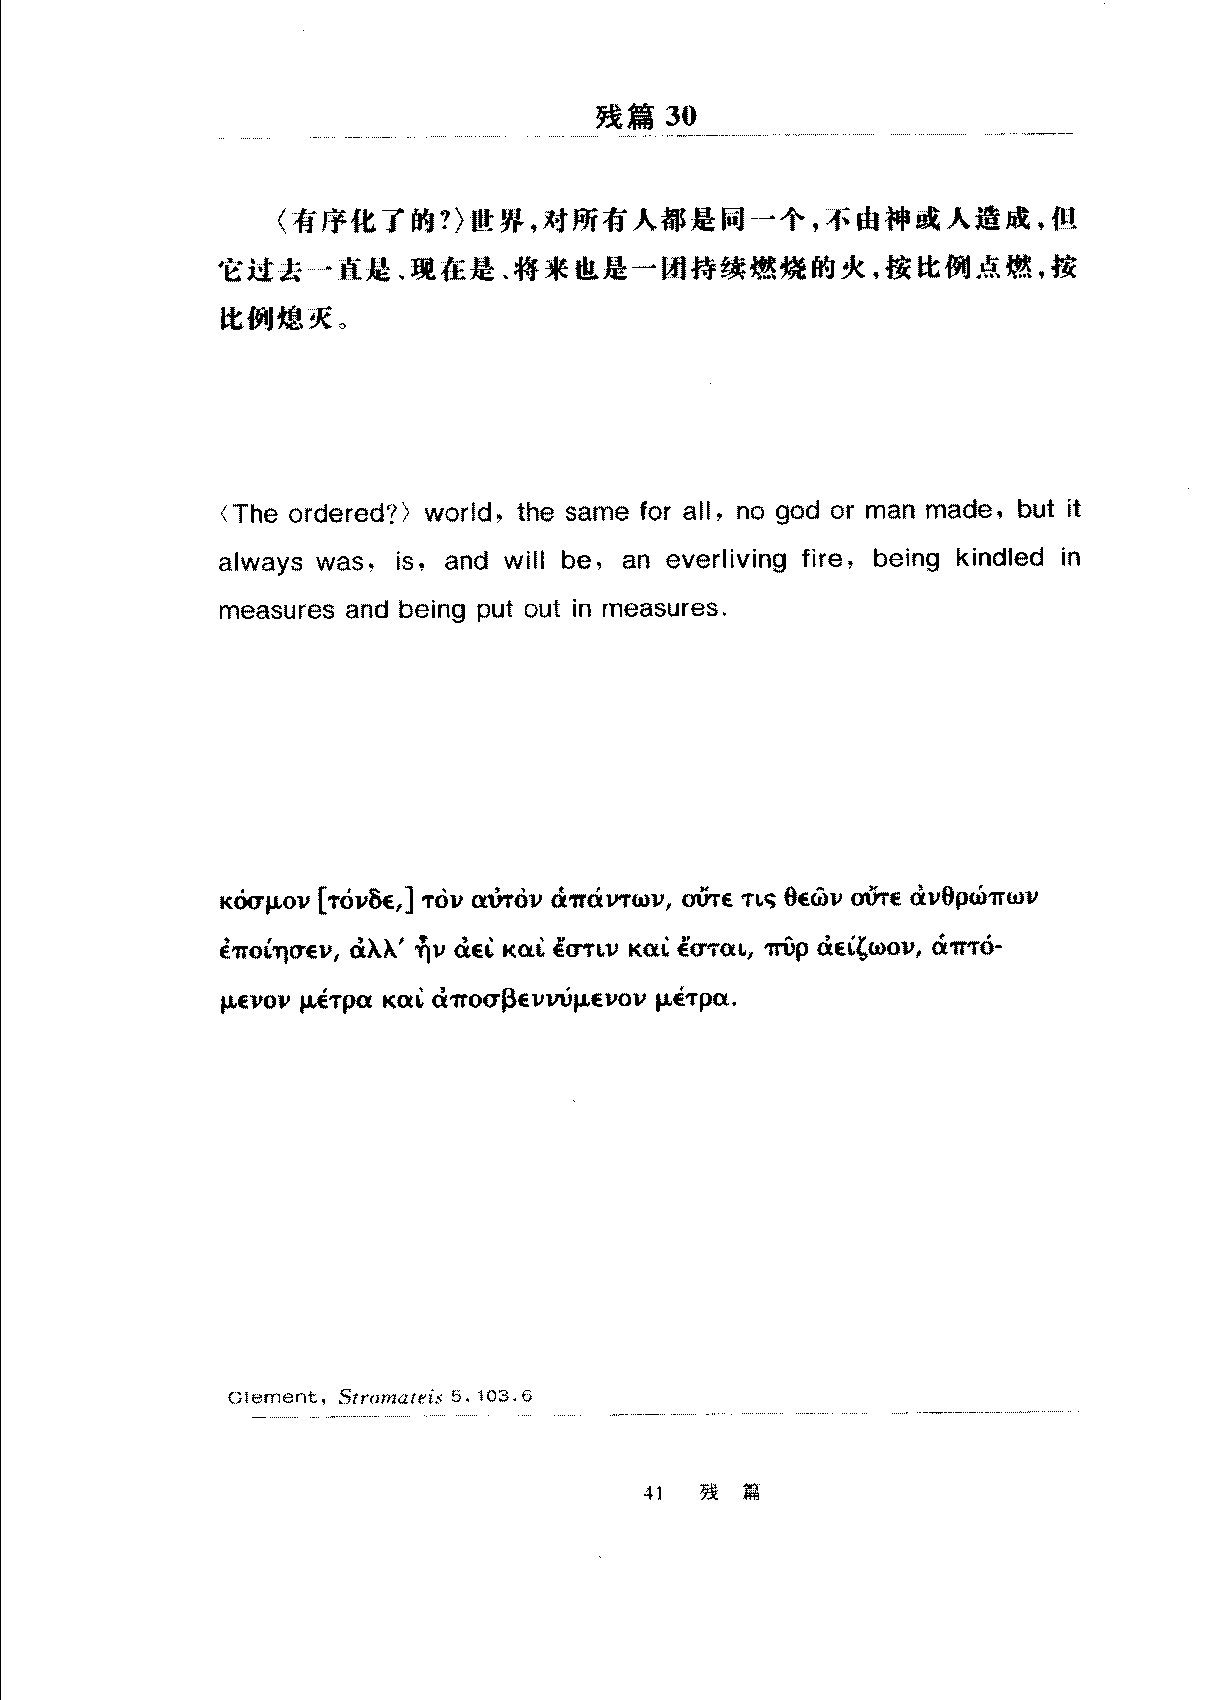 残篇 30
〈有序化了的?〉世界,对所有人都是同一个,不由神或人造成,但
它过去一直是、现在是、将来也是一团持续燃烧的火,按比例点燃,按
比例熄灭。
〈The ordered?〉 world, the same for all, no god or man made, but it
always was, is, and will be, an everliving fire, being kindled in
measures and being put out in measures.
κόσμον [τόνδε,] τὸν αὐτὸν ἁπάντων, οὔτε τις θεῶν οὔτε ἀνθρώπων
ἐποίησεν, ἀλλ’ ἦν ἀεὶ καὶ ἔστιν καὶ ἔσται, πῦρ ἀείζωον, ἁπτό-
μενον μέτρα καὶ ἀποσβεννύμενον μέτρα.
Clement, Stromateis 5.103.6
41 残 篇